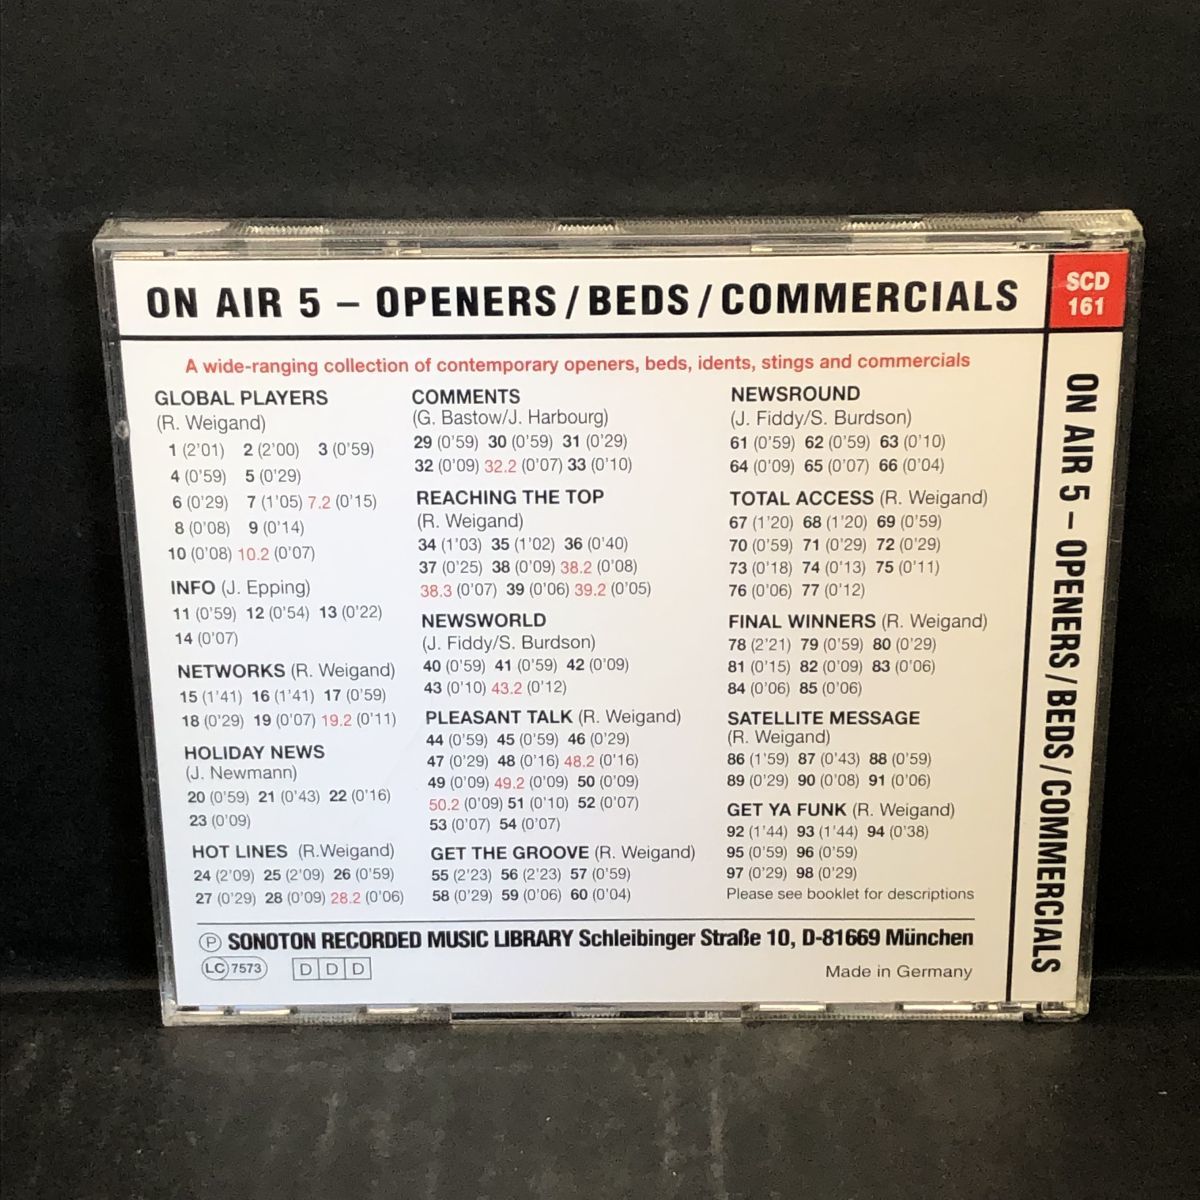 ON AIR 5 – OPENERS / BEDS / COMMERCIALS
SCD
161
A wide-ranging collection of contemporary openers, beds, idents, stings and commercials
GLOBAL PLAYERS
(R. Weigand)
1 (2'01) 2 (2'00) 3 (0'59)
4 (0'59) 5 (0'29)
6 (0'29) 7 (1'05) 7.2 (0'15)
8 (0'08) 9 (0'14)
10 (0'08) 10.2 (0'07)
INFO (J. Epping)
11 (0'59) 12 (0'54) 13 (0'22)
14 (0'07)
NETWORKS (R. Weigand)
15 (1'41) 16 (1'41) 17 (0'59)
18 (0'29) 19 (0'07) 19.2 (0'11)
HOLIDAY NEWS
(J. Newmann)
20 (0'59) 21 (0'43) 22 (0'16)
23 (0'09)
HOT LINES (R.Weigand)
24 (2'09) 25 (2'09) 26 (0'59)
27 (0'29) 28 (0'09) 28.2 (0'06)
COMMENTS
(G. Bastow/J. Harbourg)
29 (0'59) 30 (0'59) 31 (0'29)
32 (0'09) 32.2 (0'07) 33 (0'10)
REACHING THE TOP
(R. Weigand)
34 (1'03) 35 (1'02) 36 (0'40)
37 (0'25) 38 (0'09) 38.2 (0'08)
38.3 (0'07) 39 (0'06) 39.2 (0'05)
NEWSWORLD
(J. Fiddy/S. Burdson)
40 (0'59) 41 (0'59) 42 (0'09)
43 (0'10) 43.2 (0'12)
PLEASANT TALK (R. Weigand)
44 (0'59) 45 (0'59) 46 (0'29)
47 (0'29) 48 (0'16) 48.2 (0'16)
49 (0'09) 49.2 (0'09) 50 (0'09)
50.2 (0'09) 51 (0'10) 52 (0'07)
53 (0'07) 54 (0'07)
GET THE GROOVE (R. Weigand)
55 (2'23) 56 (2'23) 57 (0'59)
58 (0'29) 59 (0'06) 60 (0'04)
NEWSROUND
(J. Fiddy/S. Burdson)
61 (0'59) 62 (0'59) 63 (0'10)
64 (0'09) 65 (0'07) 66 (0'04)
TOTAL ACCESS (R. Weigand)
67 (1'20) 68 (1'20) 69 (0'59)
70 (0'59) 71 (0'29) 72 (0'29)
73 (0'18) 74 (0'13) 75 (0'11)
76 (0'06) 77 (0'12)
FINAL WINNERS (R. Weigand)
78 (2'21) 79 (0'59) 80 (0'29)
81 (0'15) 82 (0'09) 83 (0'06)
84 (0'06) 85 (0'06)
SATELLITE MESSAGE
(R. Weigand)
86 (1'59) 87 (0'43) 88 (0'59)
89 (0'29) 90 (0'08) 91 (0'06)
GET YA FUNK (R. Weigand)
92 (1'44) 93 (1'44) 94 (0'38)
95 (0'59) 96 (0'59)
97 (0'29) 98 (0'29)
Please see booklet for descriptions
Ⓟ SONOTON RECORDED MUSIC LIBRARY Schleibinger Straße 10, D-81669 München
LC 7573 D D D
Made in Germany
ON AIR 5 – OPENERS / BEDS / COMMERCIALS